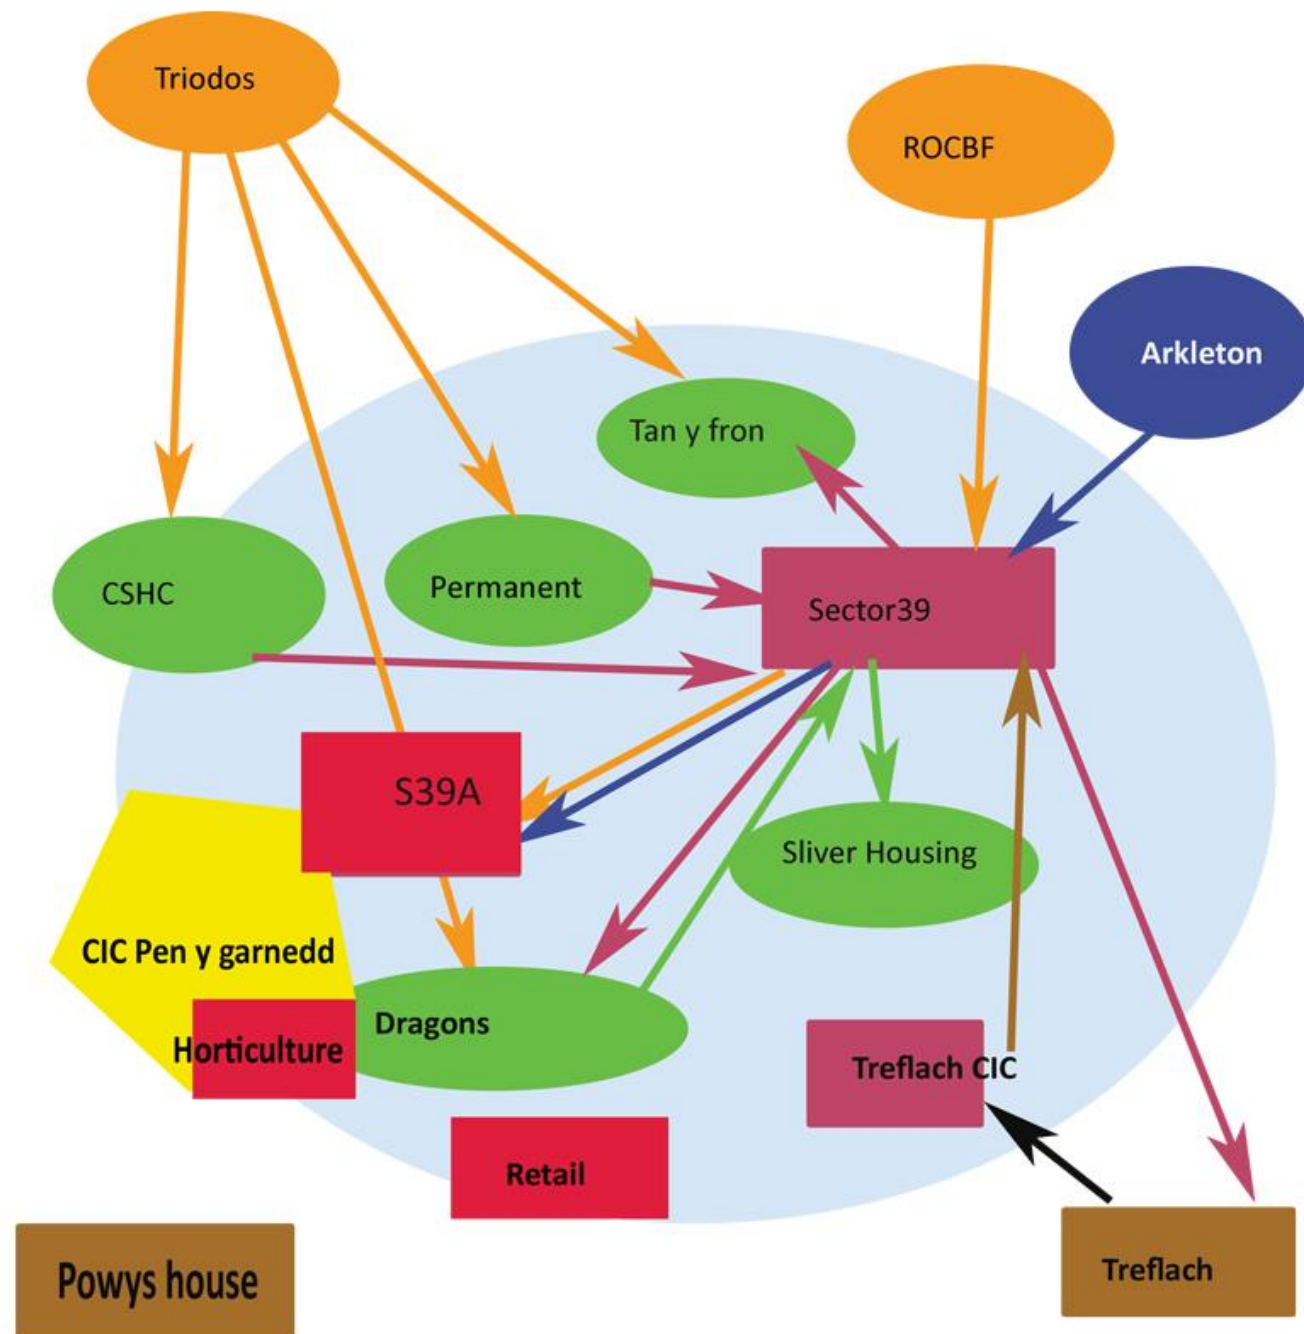 Triodos
ROCBF
Arkleton
Tan y fron
CSHC
Permanent
Sector39
S39A
Sliver Housing
CIC Pen y garnedd
Dragons
Horticulture
Treflach CIC
Retail
Powys house
Treflach